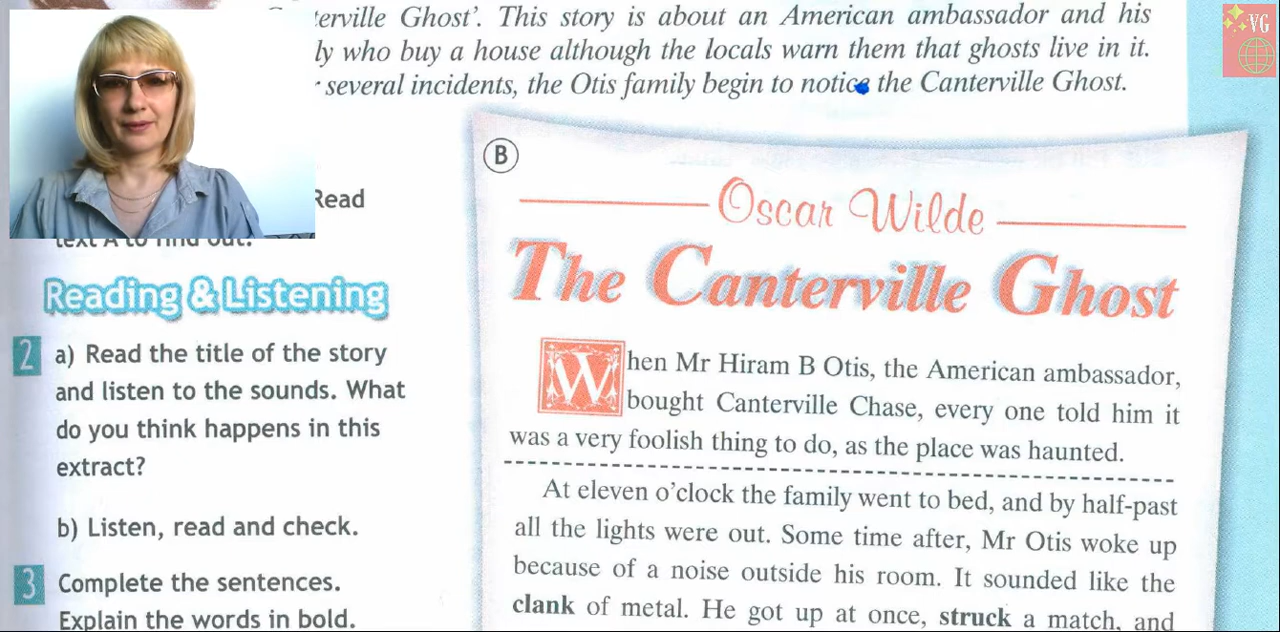 terville Ghost'. This story is about an American ambassador and his
ly who buy a house although the locals warn them that ghosts live in it.
several incidents, the Otis family begin to notice the Canterville Ghost.
VG
Read
text A to find out.
Reading & Listening
2 a) Read the title of the story
and listen to the sounds. What
do you think happens in this
extract?
b) Listen, read and check.
3 Complete the sentences.
Explain the words in bold.
B
Oscar Wilde
The Canterville Ghost
When Mr Hiram B Otis, the American ambassador,
bought Canterville Chase, every one told him it
was a very foolish thing to do, as the place was haunted.
At eleven o'clock the family went to bed, and by half-past
all the lights were out. Some time after, Mr Otis woke up
because of a noise outside his room. It sounded like the
clank of metal. He got up at once, struck a match, and